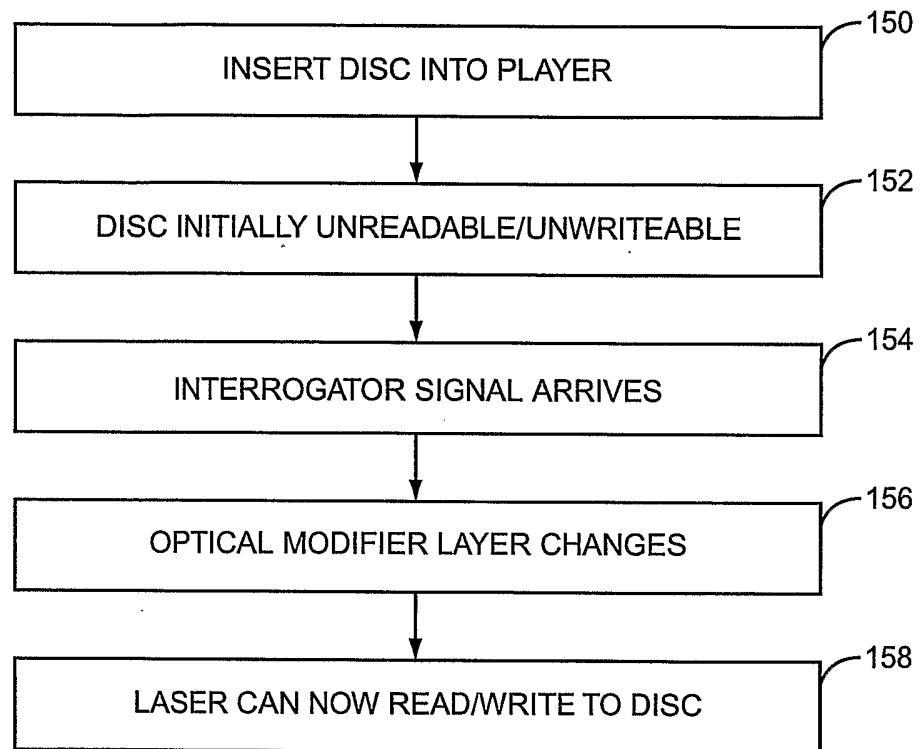 150
INSERT DISC INTO PLAYER
152
DISC INITIALLY UNREADABLE/UNWRITEABLE
154
INTERROGATOR SIGNAL ARRIVES
156
OPTICAL MODIFIER LAYER CHANGES
158
LASER CAN NOW READ/WRITE TO DISC